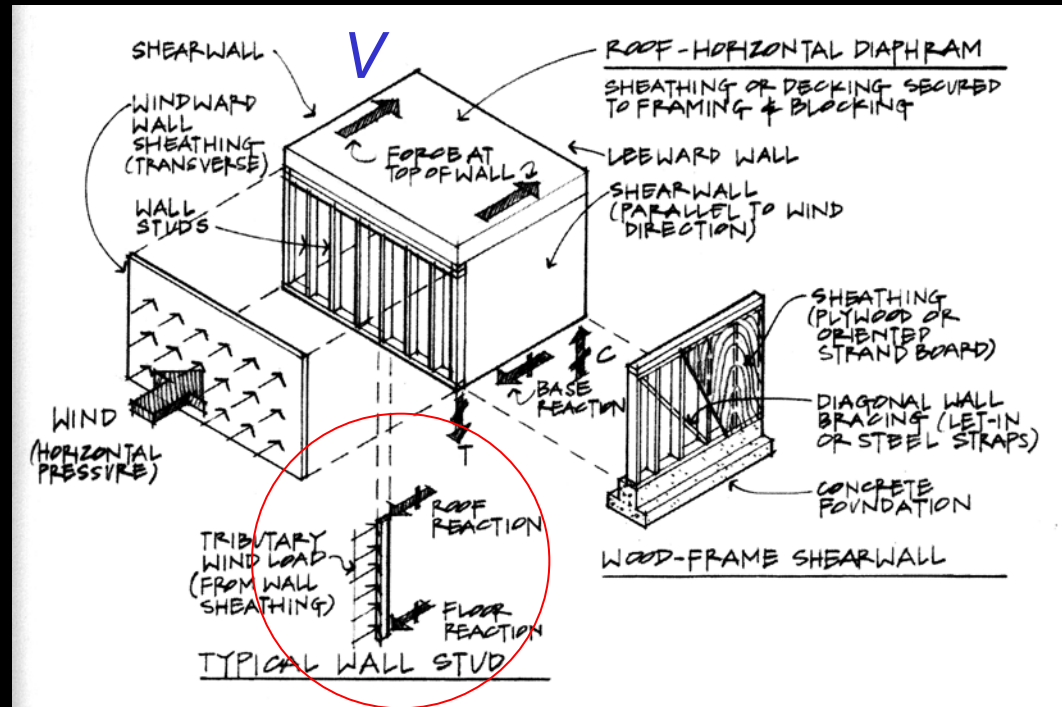 V
SHEARWALL
ROOF-HORIZONTAL DIAPHRAM
SHEATHING OR DECKING SECURED
TO FRAMING & BLOCKING
WINDWARD
WALL
SHEATHING
(TRANSVERSE)
FORCE AT
TOP OF WALL
LEEWARD WALL
SHEARWALL
(PARALLEL TO WIND
DIRECTION)
WALL
STUDS
SHEATHING
(PLYWOOD OR
ORIENTED
STRAND BOARD)
C
BASE
REACTION
DIAGONAL WALL
BRACING (LET-IN
OR STEEL STRAPS)
WIND
(HORIZONTAL
PRESSURE)
T
CONCRETE
FOUNDATION
ROOF
REACTION
TRIBUTARY
WIND LOAD
(FROM WALL
SHEATHING)
WOOD-FRAME SHEARWALL
FLOOR
REACTION
TYPICAL WALL STUD